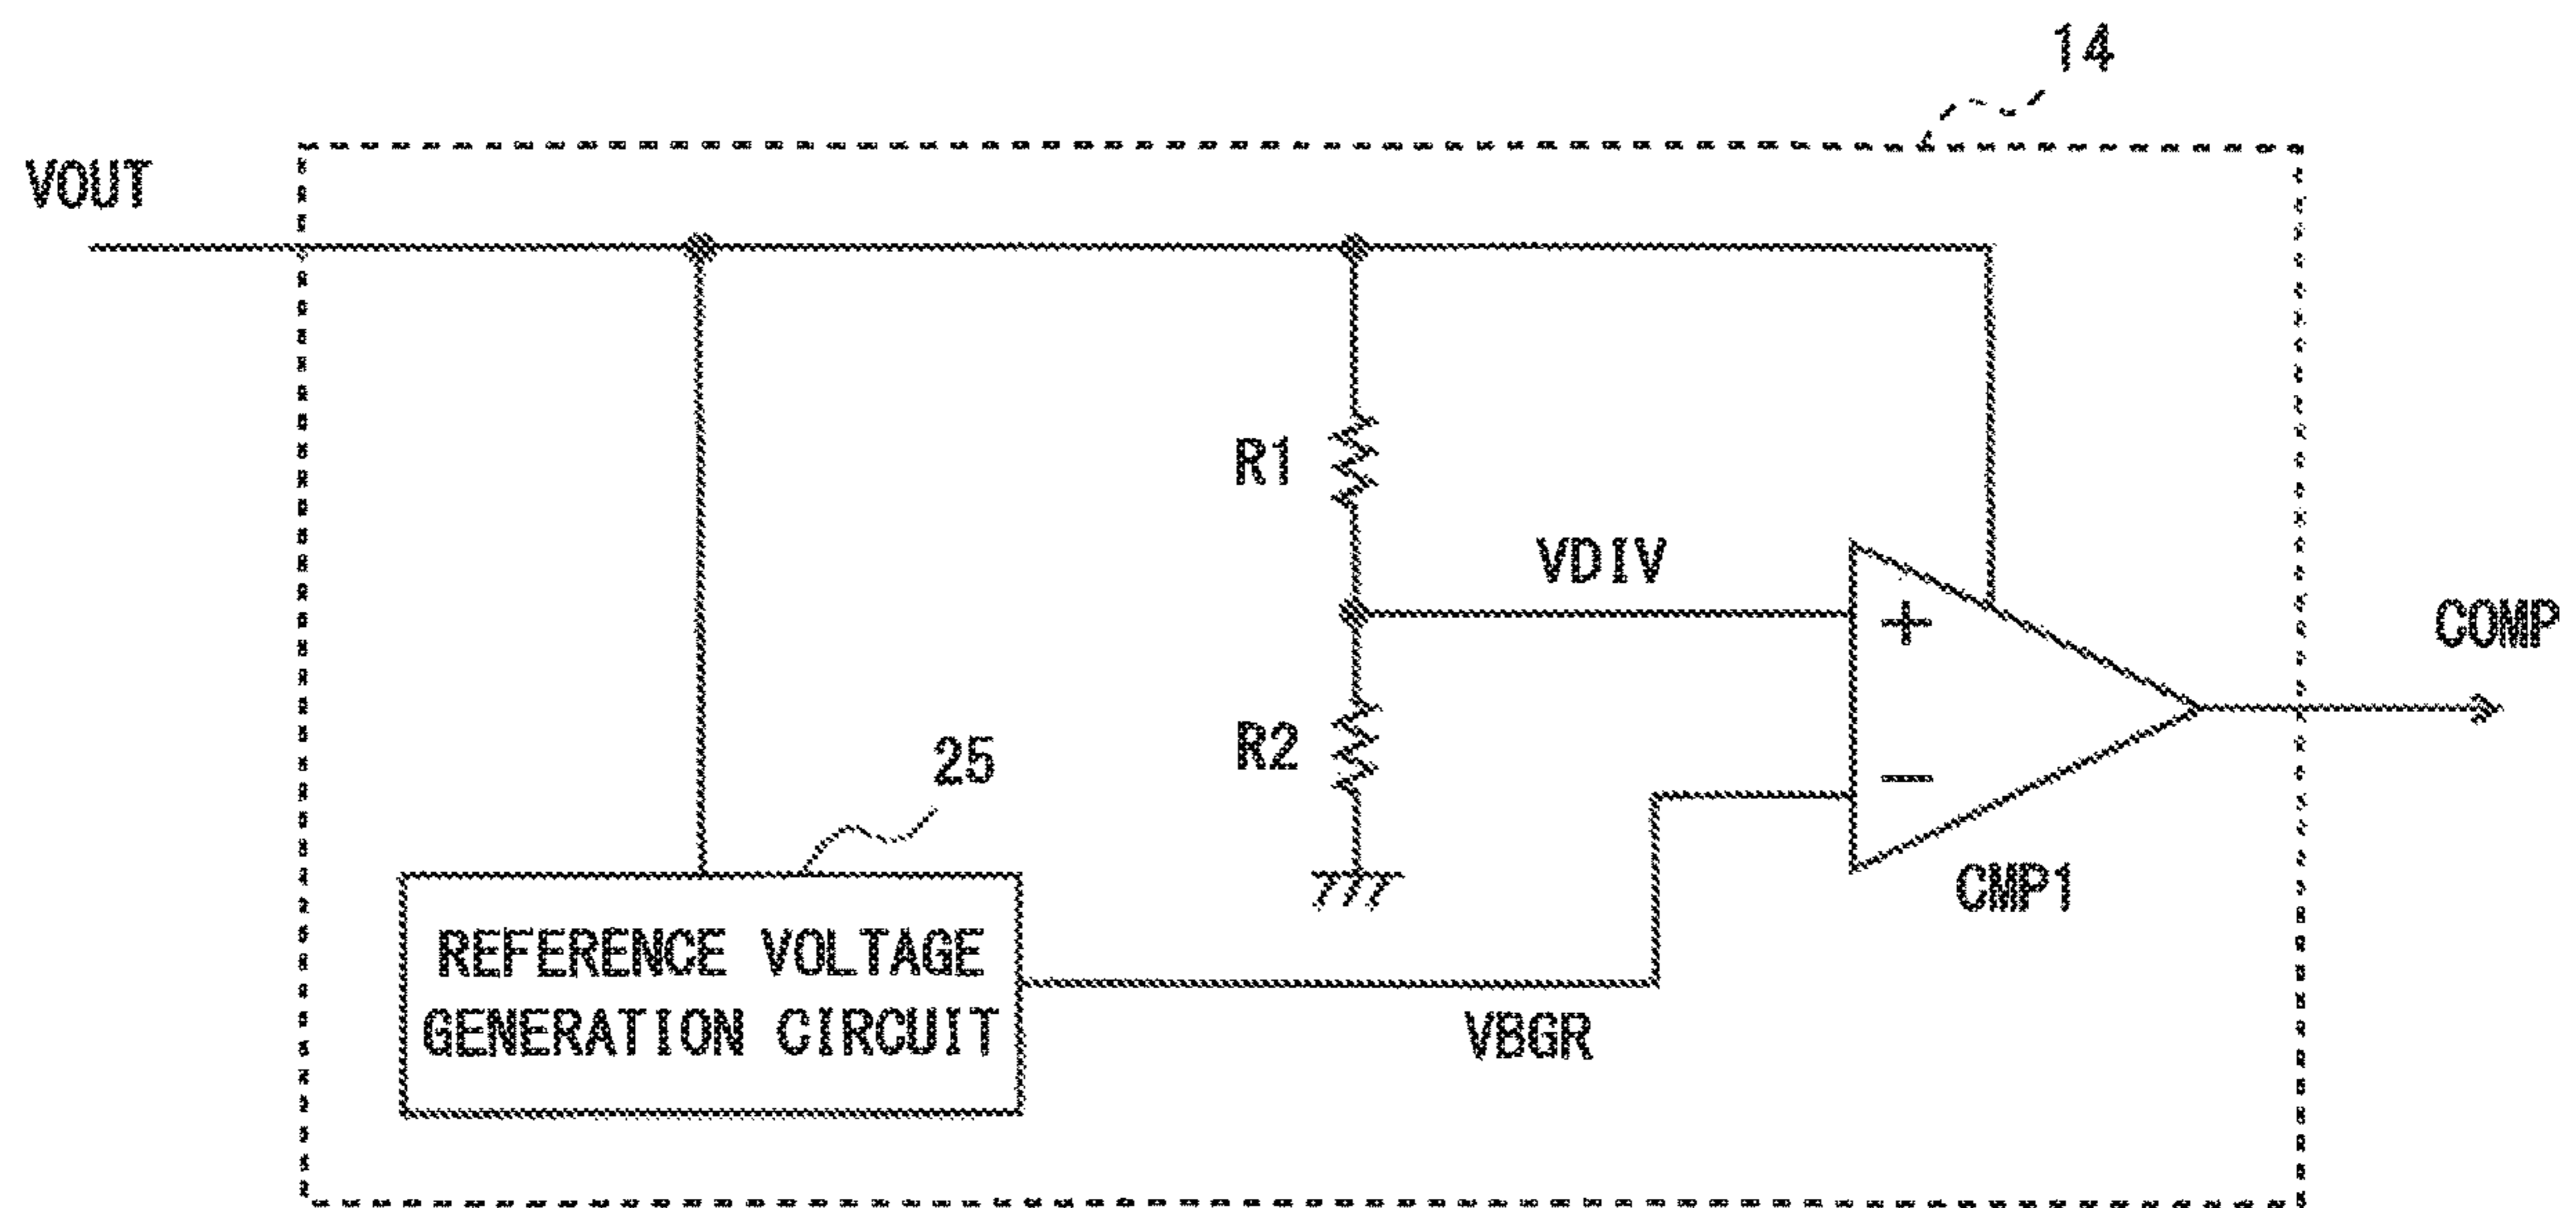 14
VOUT
R1
VDIV
+
COMP
R2
25
−
CMP1
REFERENCE VOLTAGE
GENERATION CIRCUIT
VBGR